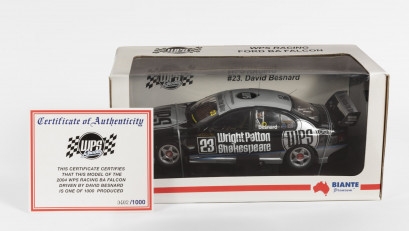 WPS RACING
FORD BA FALCON
#23. David Besnard
WPS
Certificate of Authenticity
WPS
THIS CERTIFICATE CERTIFIES
THAT THIS MODEL OF THE
2004 WPS RACING BA FALCON
DRIVEN BY DAVID BESNARD
IS ONE OF 1000 PRODUCED
/1000
Besnard
23
Wright Patton
Shakespeare
WPS
BIANTE